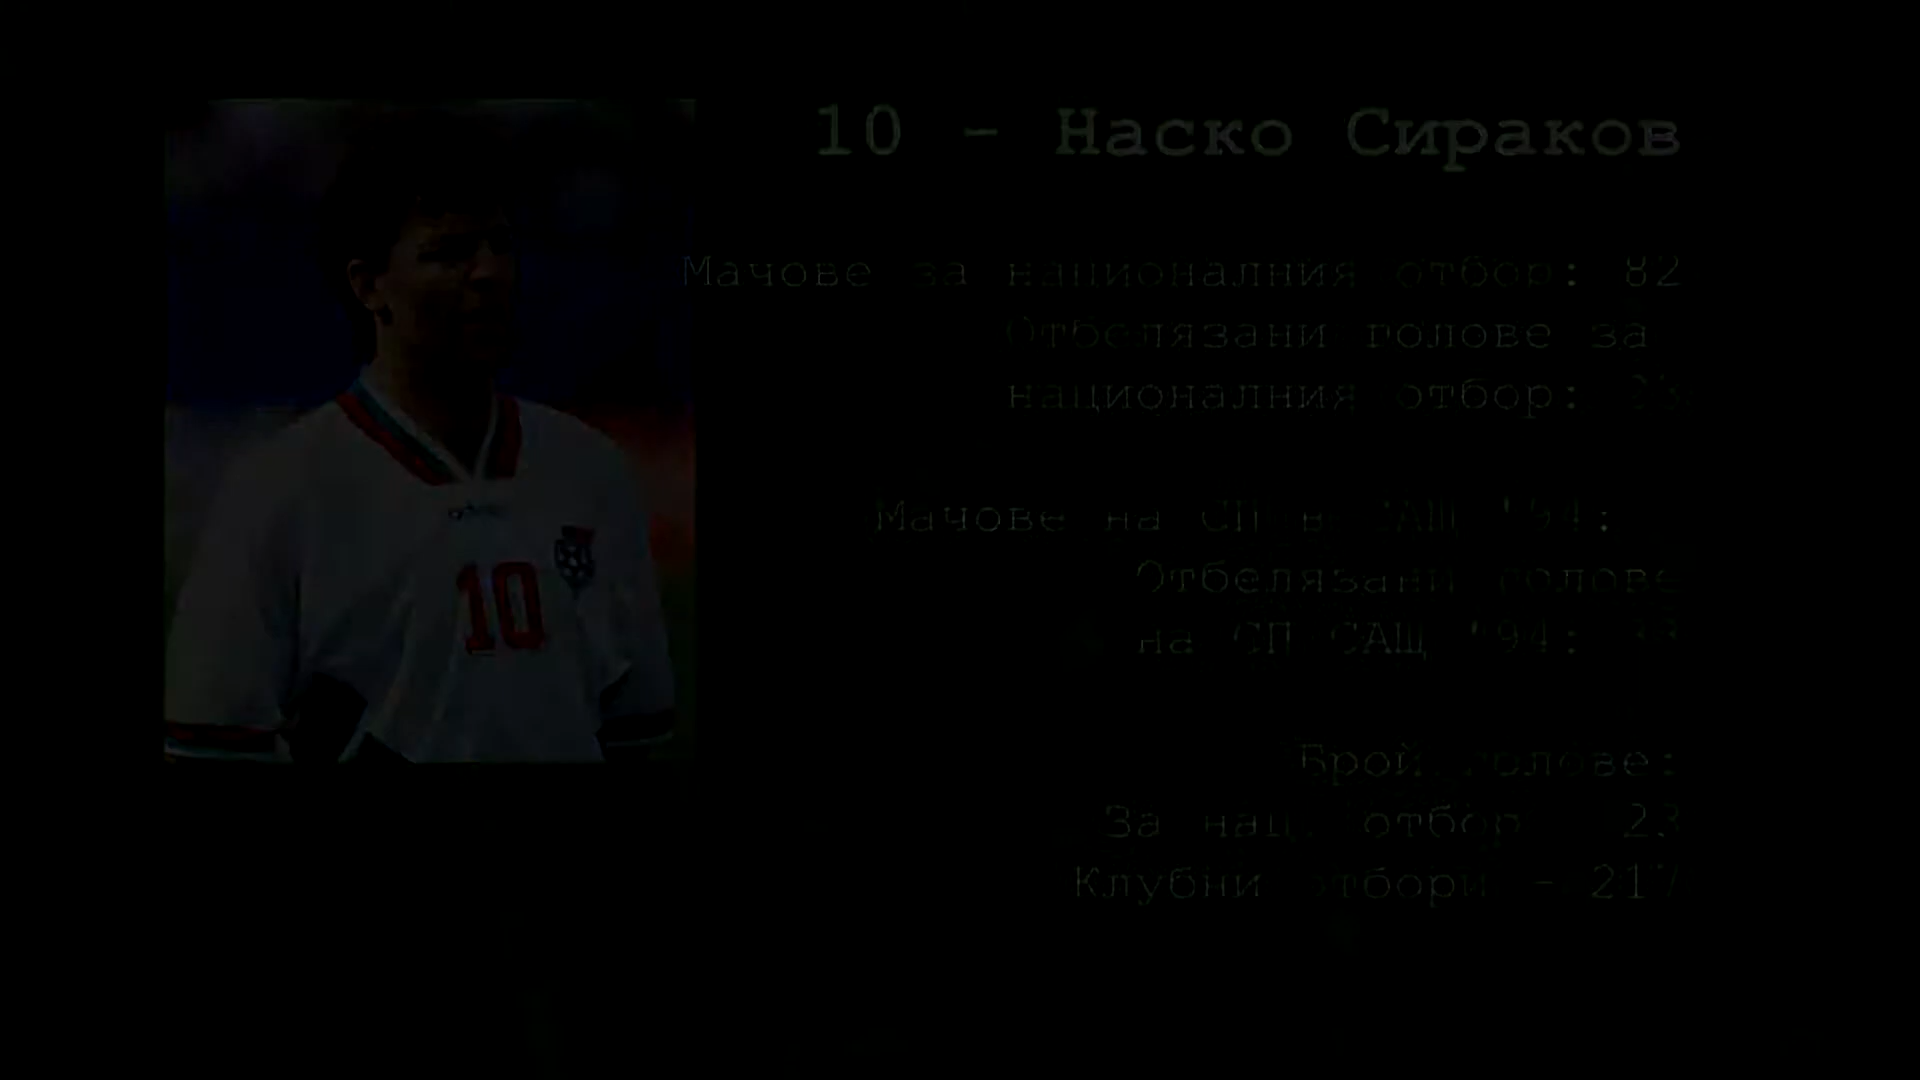 10 - Наско Сираков
Мачове за националния отбор: 82
Отбелязани голове за
националния отбор:
Мачове на СП в САЩ '94:
Отбелязани голове
на СП САЩ '94:
Брой голове:
За нац. отбор 23
Клубни отбори - 217
10